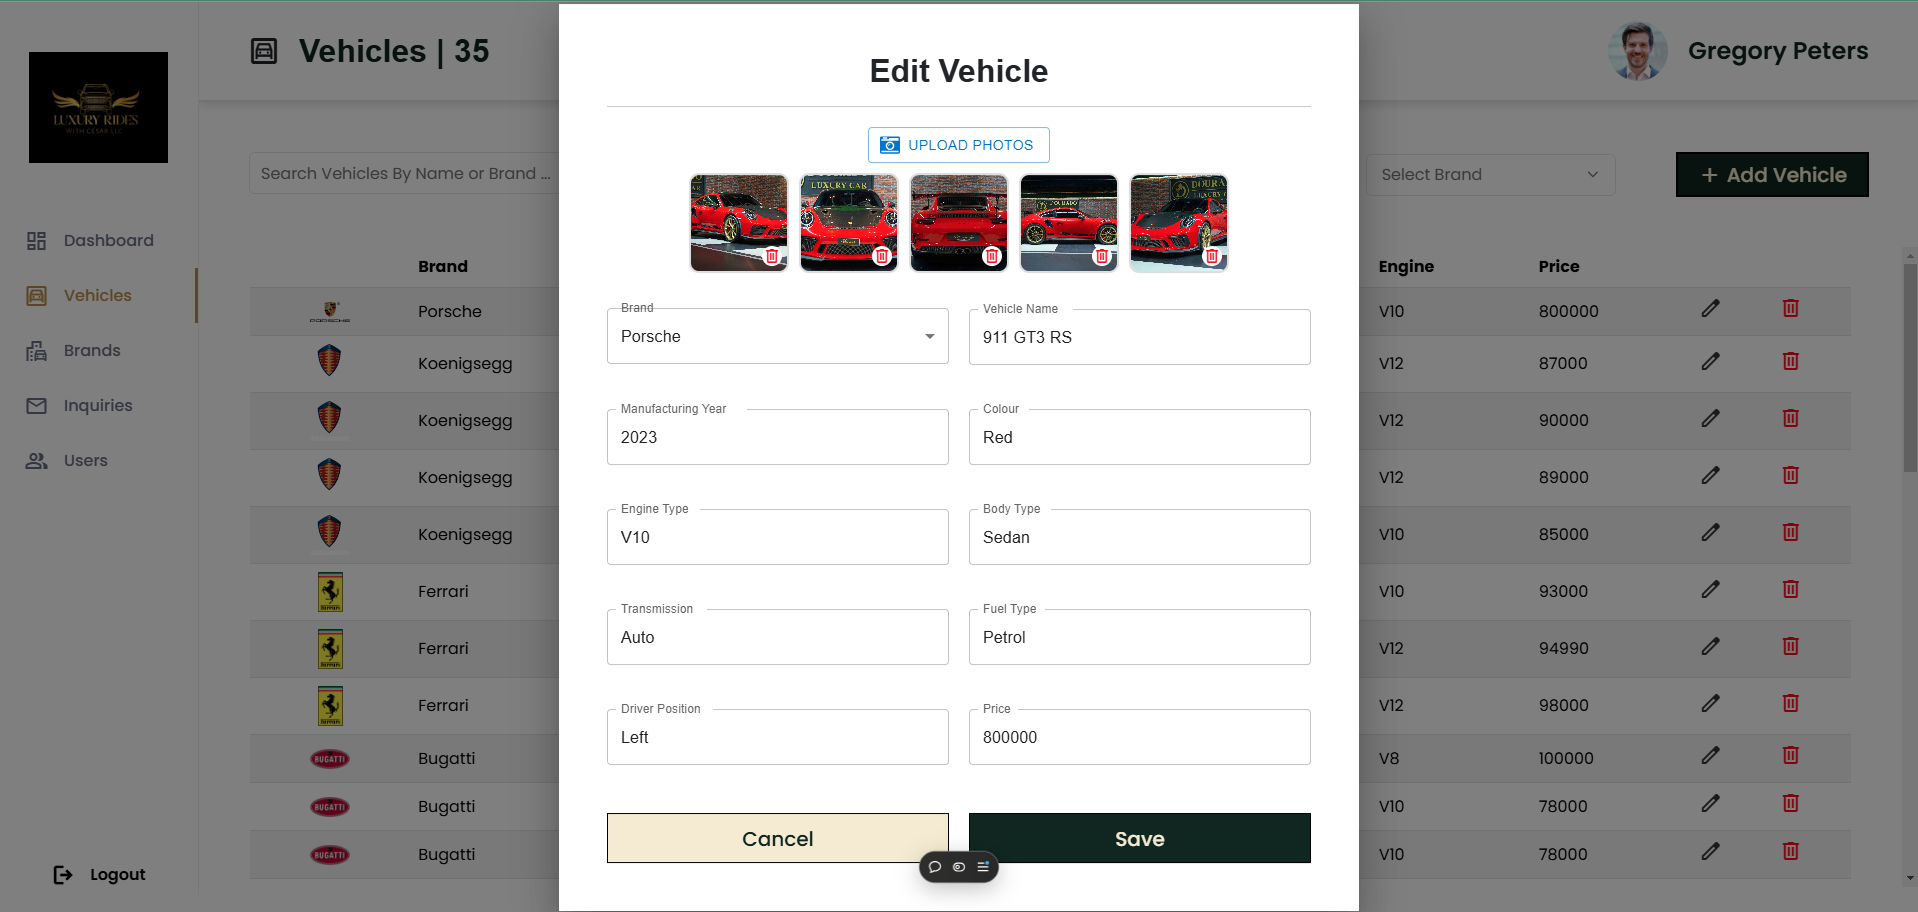 LUXURY RIDES
WITH CESAR LLC
Dashboard
Vehicles
Brands
Inquiries
Users
Logout
Vehicles | 35
Gregory Peters
Search Vehicles By Name or Brand ...
Select Brand
+ Add Vehicle
Brand
Engine
Price
Porsche
V10
800000
Koenigsegg
V12
87000
Koenigsegg
V12
90000
Koenigsegg
V12
89000
Koenigsegg
V10
85000
Ferrari
V10
93000
Ferrari
V12
94990
Ferrari
V12
98000
BUGATTI
Bugatti
V8
100000
BUGATTI
Bugatti
V10
78000
BUGATTI
Bugatti
V10
78000
Edit Vehicle
UPLOAD PHOTOS
LUXURY CAR
Brand
Porsche
Vehicle Name
911 GT3 RS
Manufacturing Year
2023
Colour
Red
Engine Type
V10
Body Type
Sedan
Transmission
Auto
Fuel Type
Petrol
Driver Position
Left
Price
800000
Cancel
Save